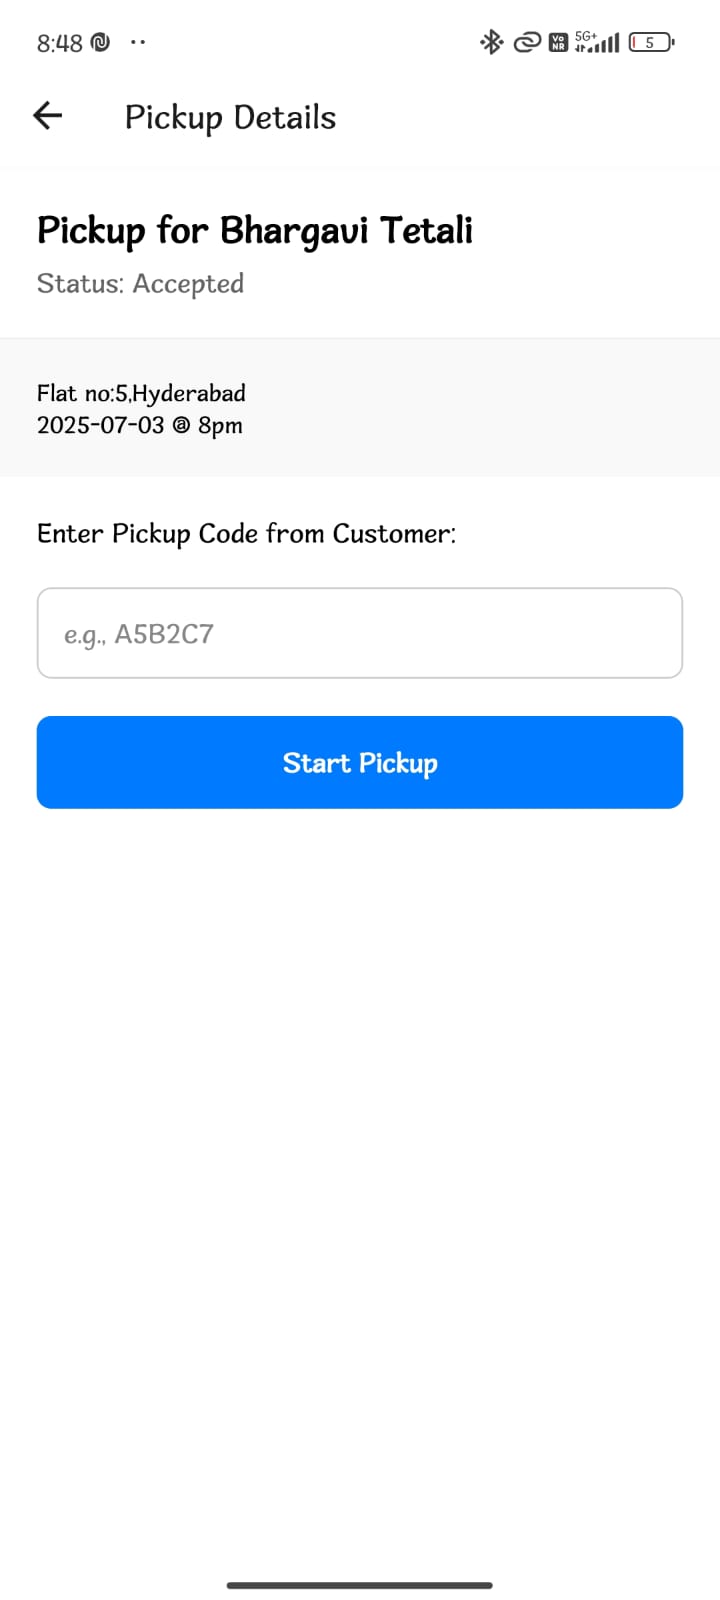 8:48
5G+
Vo
NR
5
Pickup Details
Pickup for Bhargavi Tetali
Status: Accepted
Flat no:5,Hyderabad
2025-07-03 @ 8pm
Enter Pickup Code from Customer:
e.g., A5B2C7
Start Pickup